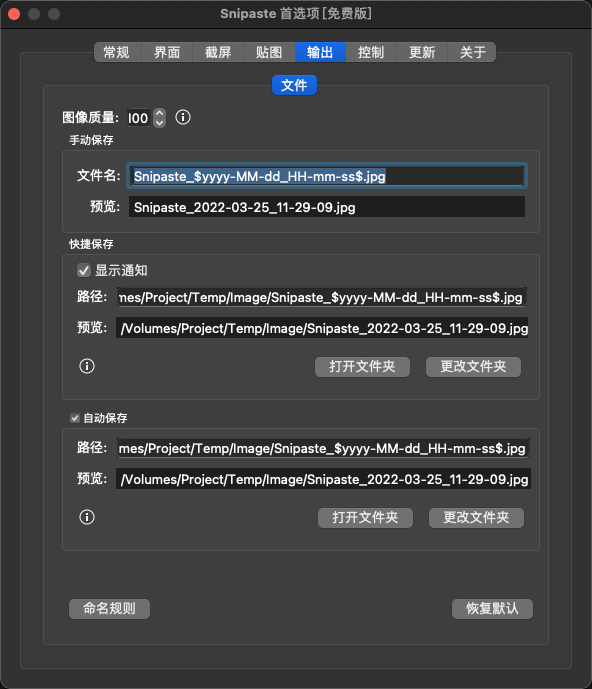 Snipaste 首选项[免费版]
常规 界面 截屏 贴图 输出 控制 更新 关于
文件
图像质量: 100
手动保存
文件名: Snipaste_$yyyy-MM-dd_HH-mm-ss$.jpg
预览: Snipaste_2022-03-25_11-29-09.jpg
快捷保存
显示通知
路径: mes/Project/Temp/Image/Snipaste_$yyyy-MM-dd_HH-mm-ss$.jpg
预览: /Volumes/Project/Temp/Image/Snipaste_2022-03-25_11-29-09.jpg
打开文件夹 更改文件夹
自动保存
路径: mes/Project/Temp/Image/Snipaste_$yyyy-MM-dd_HH-mm-ss$.jpg
预览: /Volumes/Project/Temp/Image/Snipaste_2022-03-25_11-29-09.jpg
打开文件夹 更改文件夹
命名规则 恢复默认